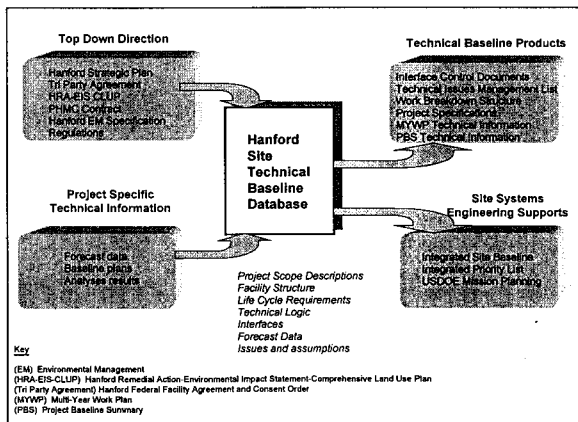 Top Down Direction
Hanford Strategic Plan
Tri Party Agreement
HRA-EIS CLUP
PHMC Contract
Hanford EM Specification
Regulations
Technical Baseline Products
Interface Control Documents
Technical Issues Management List
Work Breakdown Structure
Project Specifications
MYWP Technical Information
PBS Technical Information
Hanford
Site
Technical
Baseline
Database
Project Specific
Technical Information
Forecast data
Baseline plans
Analyses results
Site Systems
Engineering Supports
Integrated Site Baseline
Integrated Priority List
USDOE Mission Planning
Project Scope Descriptions
Facility Structure
Life Cycle Requirements
Technical Logic
Interfaces
Forecast Data
Issues and assumptions
Key
(EM) Environmental Management
(HRA-EIS-CLUP) Hanford Remedial Action-Environmental Impact Statement-Comprehensive Land Use Plan
(Tri Party Agreement) Hanford Federal Facility Agreement and Consent Order
(MYWP) Multi-Year Work Plan
(PBS) Project Baseline Summary